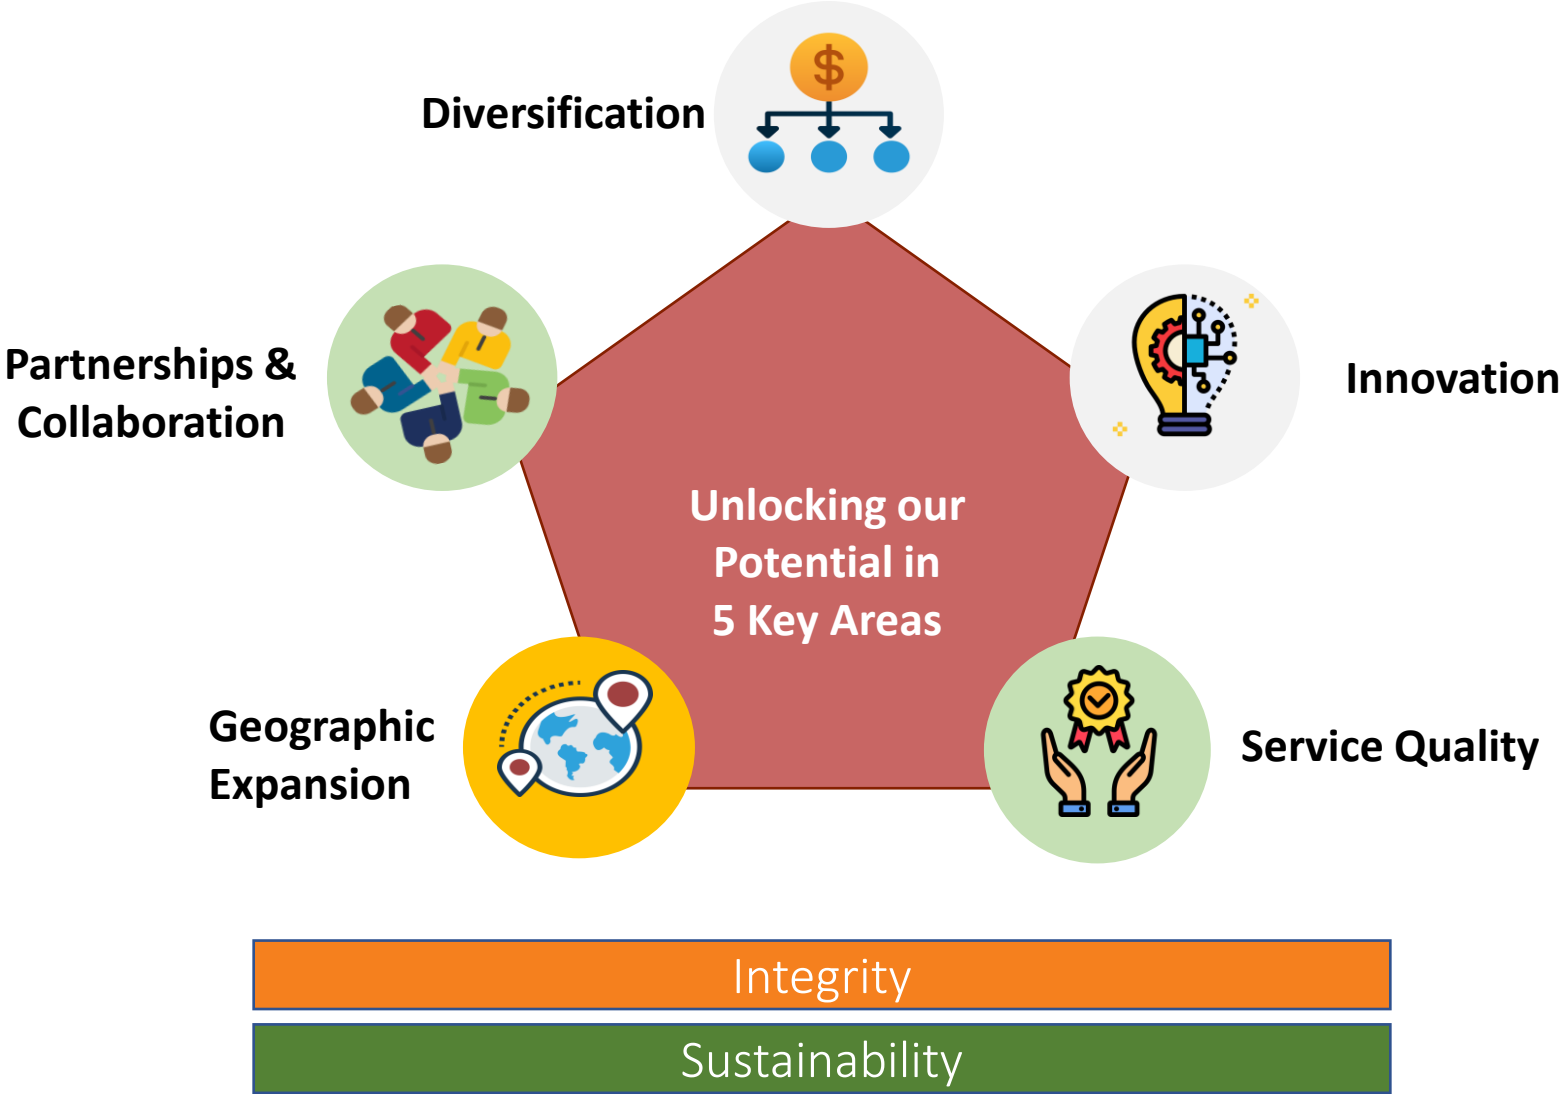 Diversification
$
Partnerships &
Collaboration
Innovation
Unlocking our
Potential in
5 Key Areas
Geographic
Expansion
Service Quality
Integrity
Sustainability